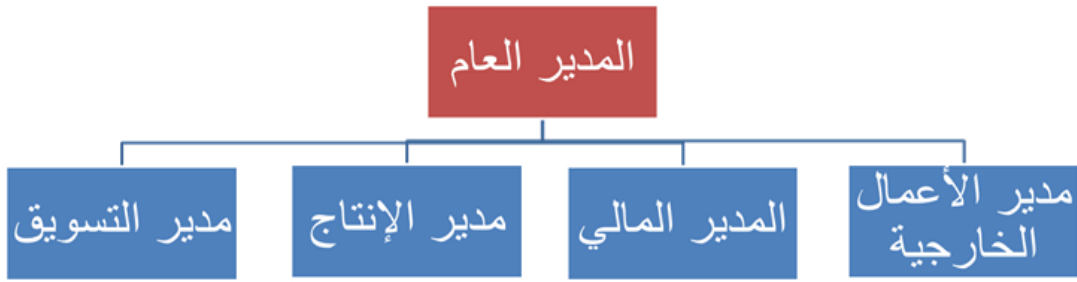 المدير العام
مدير الأعمال
الخارجية
المدير المالي
مدير الإنتاج
مدير التسويق